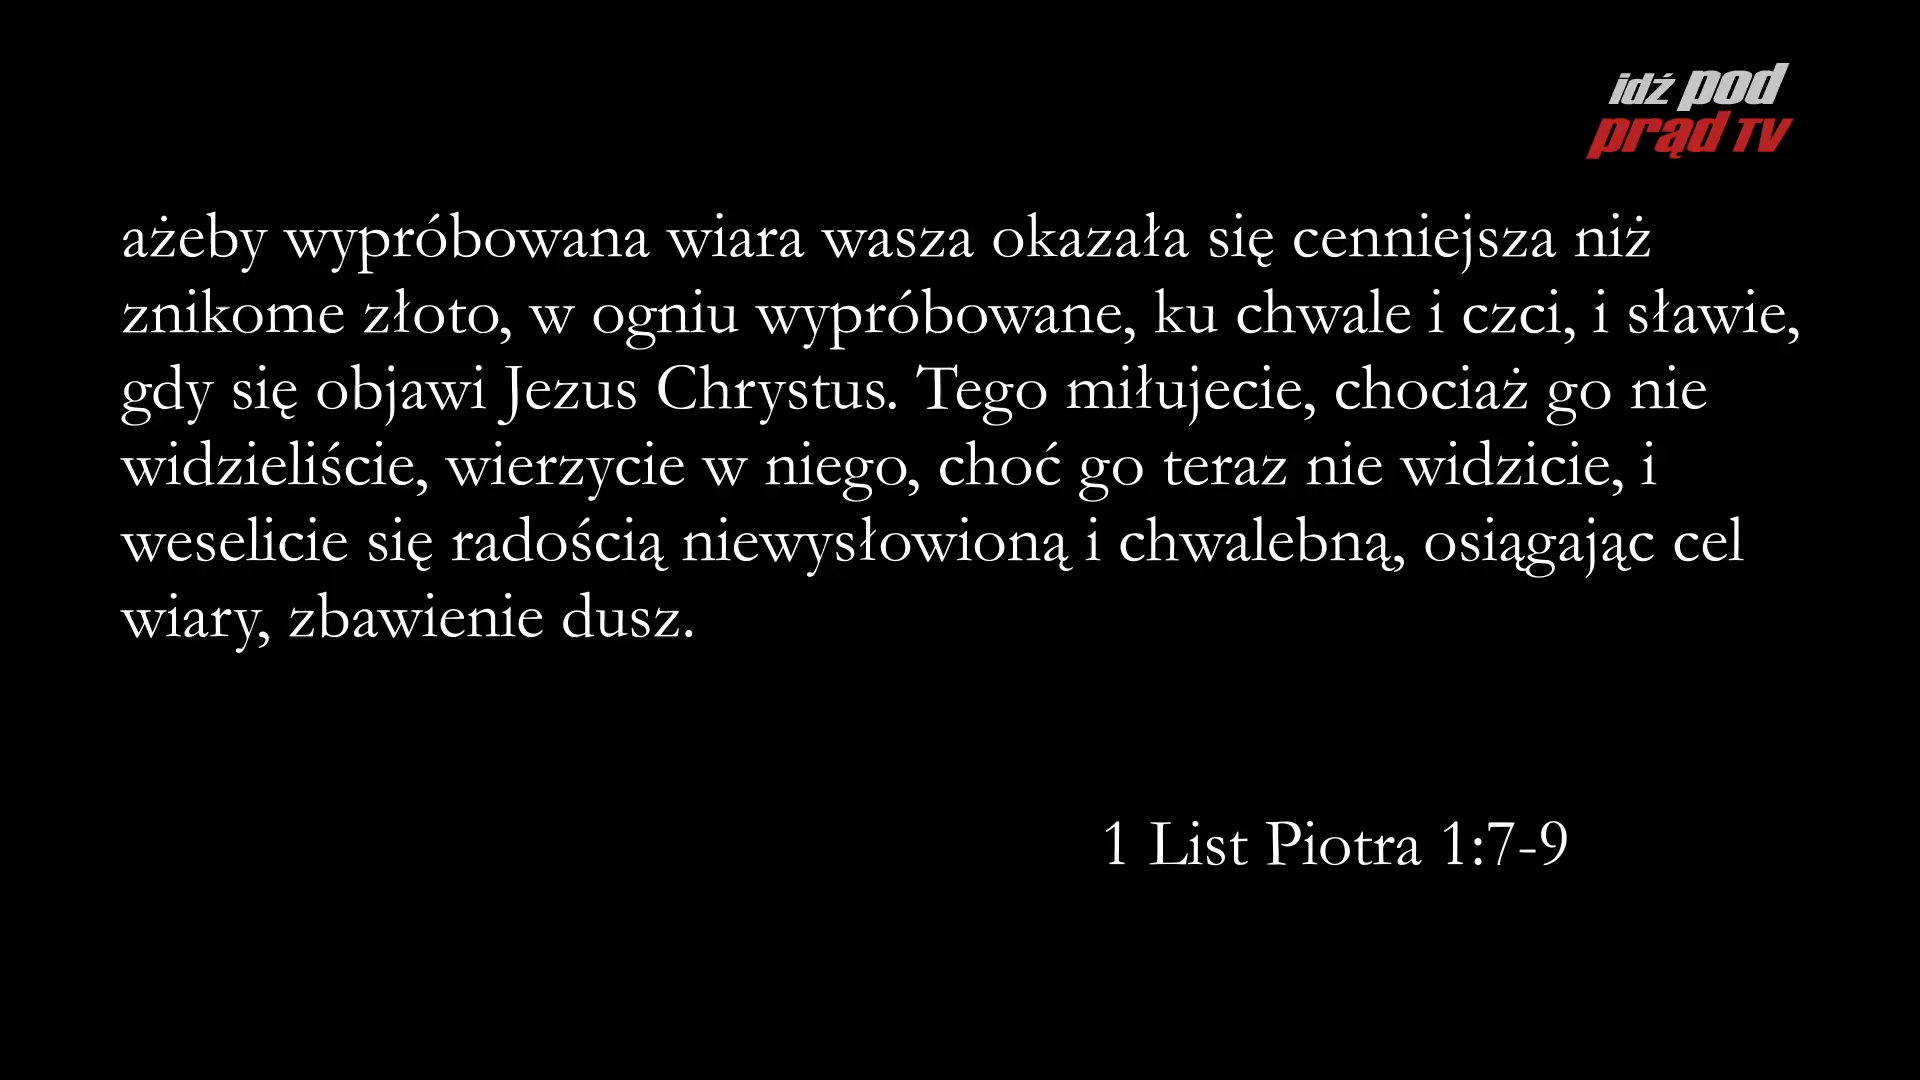 idź pod
prąd TV
ażeby wypróbowana wiara wasza okazała się cenniejsza niż
znikome złoto, w ogniu wypróbowane, ku chwale i czci, i sławie,
gdy się objawi Jezus Chrystus. Tego miłujecie, chociaż go nie
widzieliście, wierzycie w niego, choć go teraz nie widzicie, i
weselicie się radością niewysłowioną i chwalebną, osiągając cel
wiary, zbawienie dusz.
1 List Piotra 1:7-9